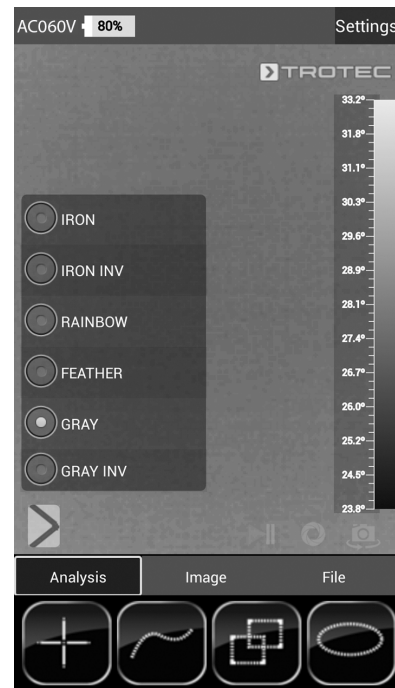 AC060V 80% Settings
TROTEC
33.2°
31.8°
31.1°
30.3°
29.6°
28.9°
28.1°
27.4°
26.7°
26.0°
25.2°
24.5°
23.8°
IRON
IRON INV
RAINBOW
FEATHER
GRAY
GRAY INV
Analysis Image File